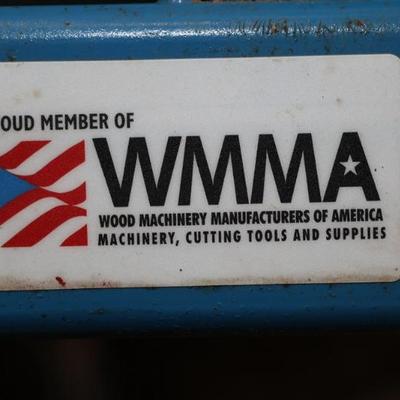 OUD MEMBER OF
WMMA
WOOD MACHINERY MANUFACTURERS OF AMERICA
MACHINERY, CUTTING TOOLS AND SUPPLIES